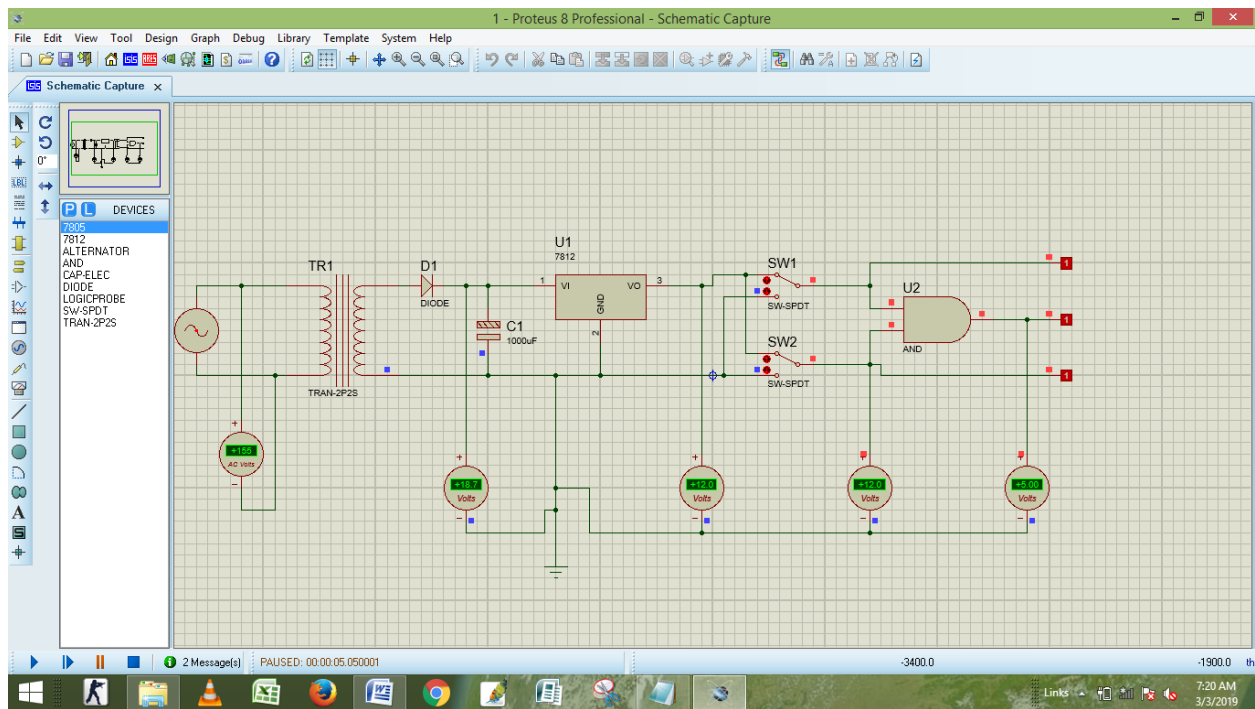 1 - Proteus 8 Professional - Schematic Capture
File Edit View Tool Design Graph Debug Library Template System Help
Schematic Capture x
0°
P L DEVICES
7805
7812
ALTERNATOR
AND
CAP-ELEC
DIODE
LOGICPROBE
SW-SPDT
TRAN-2P2S
TR1
TRAN-2P2S
D1
DIODE
C1
1000uF
U1
7812
1 VI VO 3
GND
2
SW1
SW-SPDT
SW2
SW-SPDT
U2
AND
1
1
1
+155
AC Volts
+18.7
Volts
+12.0
Volts
+12.0
Volts
+5.00
Volts
2 Message(s) PAUSED: 00:00:05.050001 -3400.0 -1900.0 th
Links 7:20 AM
3/3/2019